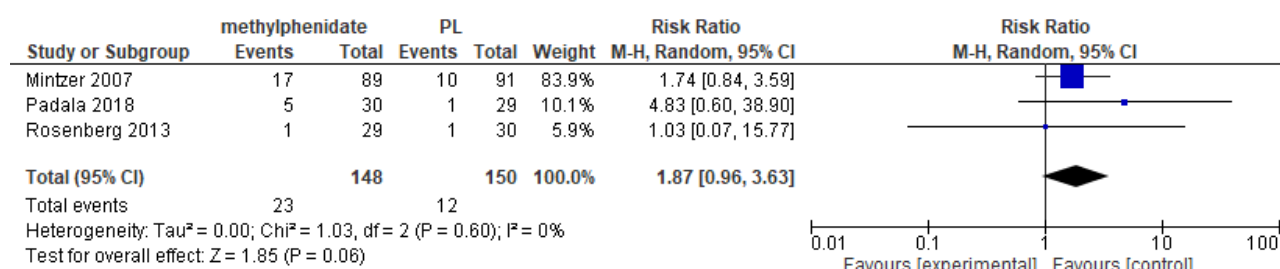 methylphenidate PL Risk Ratio Risk Ratio
Study or Subgroup Events Total Events Total Weight M-H, Random, 95% CI M-H, Random, 95% CI
Mintzer 2007 17 89 10 91 83.9% 1.74 [0.84, 3.59]
Padala 2018 5 30 1 29 10.1% 4.83 [0.60, 38.90]
Rosenberg 2013 1 29 1 30 5.9% 1.03 [0.07, 15.77]
Total (95% CI) 148 150 100.0% 1.87 [0.96, 3.63]
Total events 23 12
Heterogeneity: Tau² = 0.00; Chi² = 1.03, df = 2 (P = 0.60); I² = 0%
Test for overall effect: Z = 1.85 (P = 0.06)
0.01 0.1 1 10 100
Favours [experimental] Favours [control]